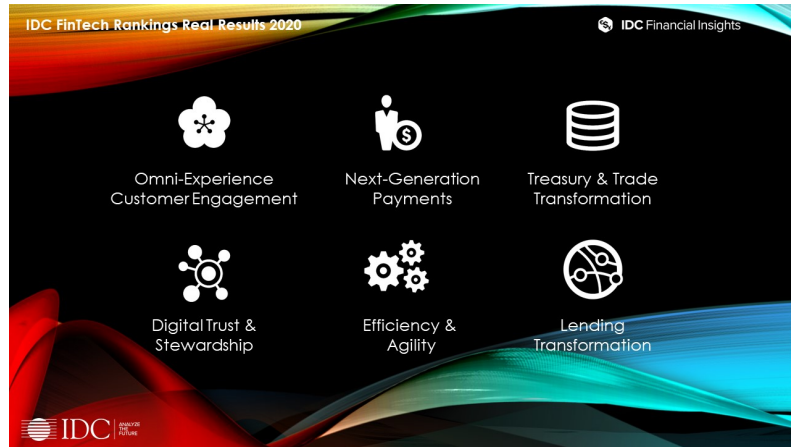 IDC FinTech Rankings Real Results 2020
IDC Financial Insights
Omni-Experience
Customer Engagement
Next-Generation
Payments
Treasury & Trade
Transformation
Digital Trust &
Stewardship
Efficiency &
Agility
Lending
Transformation
IDC
ANALYZE
THE
FUTURE